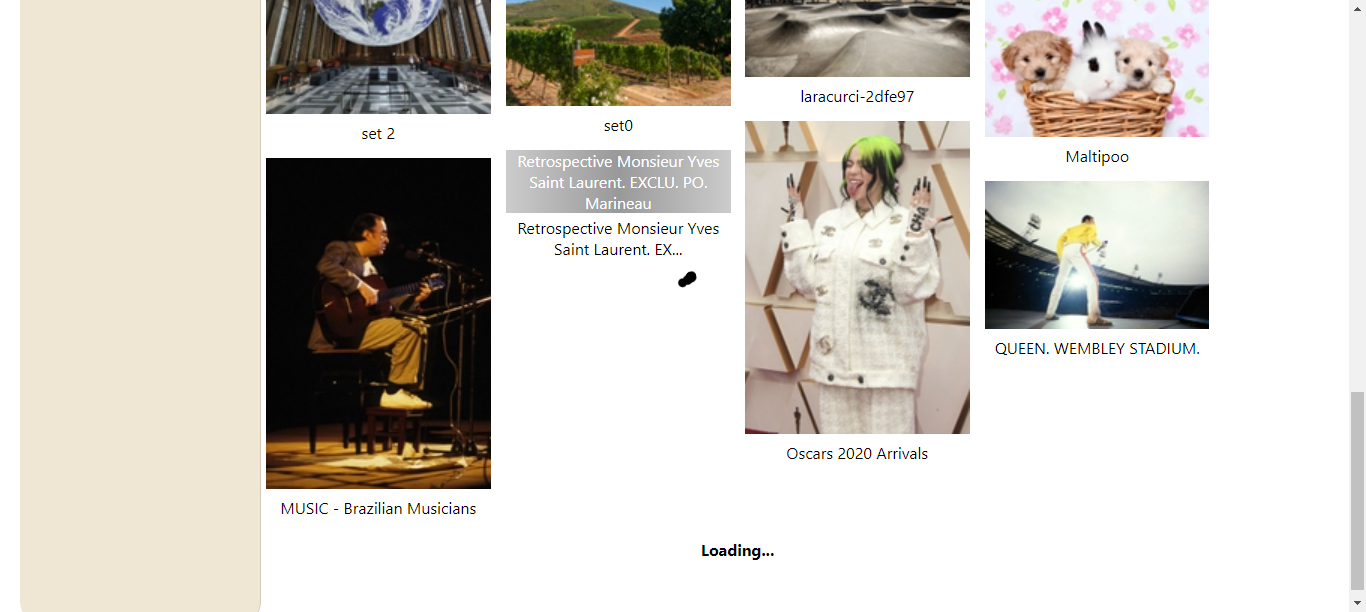 set 2
set0
laracurci-2dfe97
Maltipoo
Retrospective Monsieur Yves
Saint Laurent. EXCLU. PO.
Marineau
Retrospective Monsieur Yves
Saint Laurent. EX...
QUEEN. WEMBLEY STADIUM.
Oscars 2020 Arrivals
MUSIC - Brazilian Musicians
Loading...